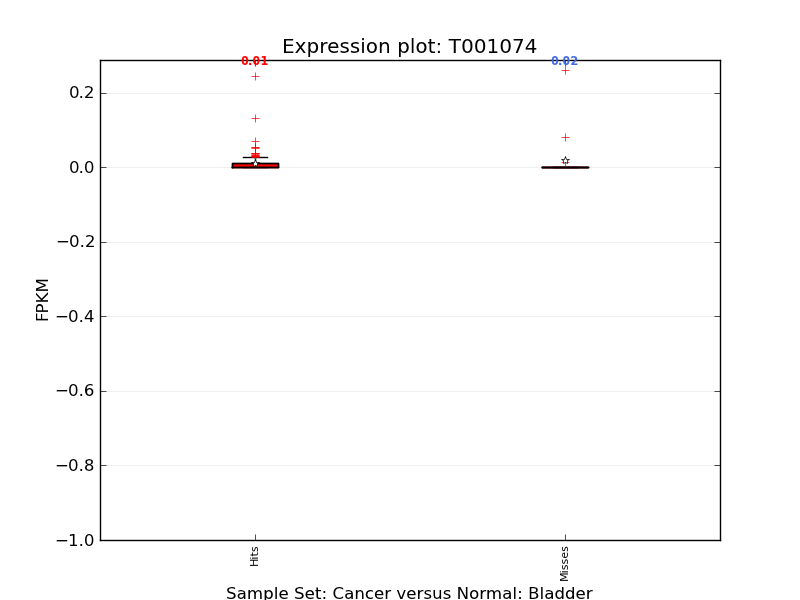 Expression plot: T001074
0.01
0.02
0.2
0.0
−0.2
−0.4
−0.6
−0.8
−1.0
FPKM
Hits
Misses
Sample Set: Cancer versus Normal: Bladder